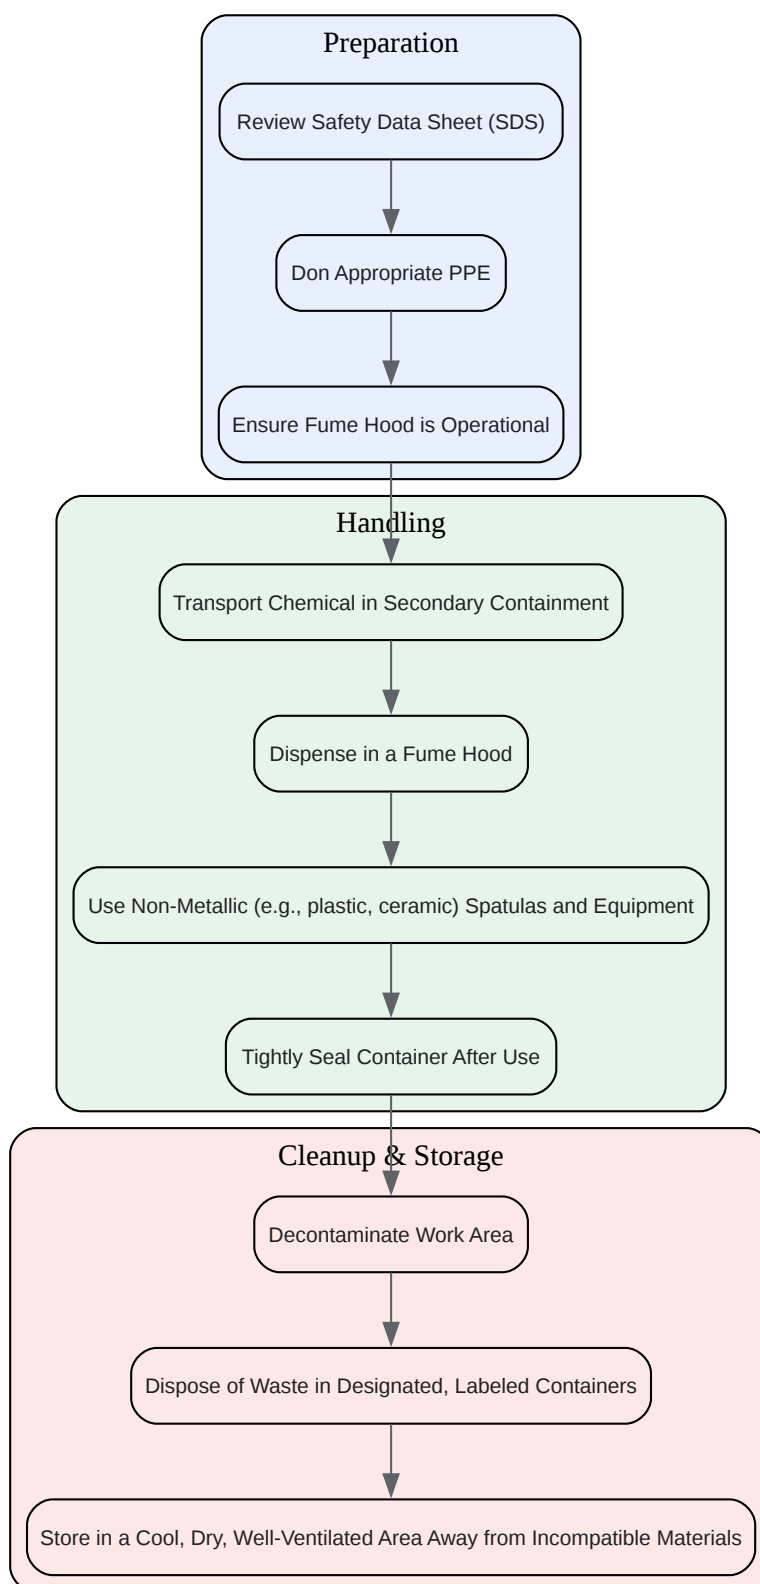 Preparation
Review Safety Data Sheet (SDS)
Don Appropriate PPE
Ensure Fume Hood is Operational
Handling
Transport Chemical in Secondary Containment
Dispense in a Fume Hood
Use Non-Metallic (e.g., plastic, ceramic) Spatulas and Equipment
Tightly Seal Container After Use
Cleanup & Storage
Decontaminate Work Area
Dispose of Waste in Designated, Labeled Containers
Store in a Cool, Dry, Well-Ventilated Area Away from Incompatible Materials